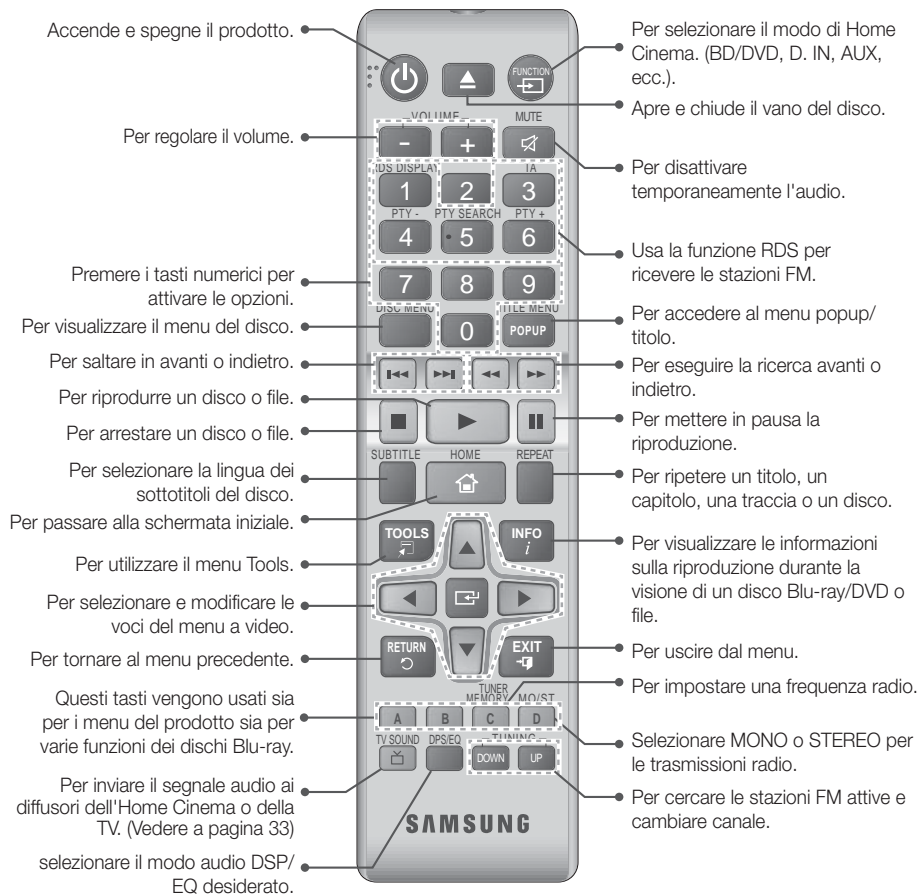 Accende e spegne il prodotto.
Per selezionare il modo di Home
Cinema. (BD/DVD, D. IN, AUX,
ecc.).
FUNCTION
Apre e chiude il vano del disco.
VOLUME
MUTE
Per regolare il volume.
- +
Per disattivare
temporaneamente l'audio.
RDS DISPLAY
TA
1 2 3
PTY - PTY SEARCH PTY +
4 5 6
Usa la funzione RDS per
ricevere le stazioni FM.
Premere i tasti numerici per
attivare le opzioni.
7 8 9
DISC MENU
TITLE MENU
0
POPUP
Per visualizzare il menu del disco.
Per accedere al menu popup/
titolo.
Per saltare in avanti o indietro.
Per eseguire la ricerca avanti o
indietro.
Per riprodurre un disco o file.
Per arrestare un disco o file.
Per mettere in pausa la
riproduzione.
SUBTITLE HOME REPEAT
Per selezionare la lingua dei
sottotitoli del disco.
Per ripetere un titolo, un
capitolo, una traccia o un disco.
Per passare alla schermata iniziale.
TOOLS
INFO
i
Per utilizzare il menu Tools.
Per visualizzare le informazioni
sulla riproduzione durante la
visione di un disco Blu-ray/DVD o
file.
Per selezionare e modificare le
voci del menu a video.
RETURN
EXIT
Per tornare al menu precedente.
Per uscire dal menu.
TUNER
MEMORY MO/ST
Per impostare una frequenza radio.
A B C D
Questi tasti vengono usati sia
per i menu del prodotto sia per
varie funzioni dei dischi Blu-ray.
Selezionare MONO o STEREO per
le trasmissioni radio.
TV SOUND DPS/EQ TUNING
DOWN UP
Per inviare il segnale audio ai
diffusori dell'Home Cinema o della
TV. (Vedere a pagina 33)
Per cercare le stazioni FM attive e
cambiare canale.
SAMSUNG
selezionare il modo audio DSP/
EQ desiderato.